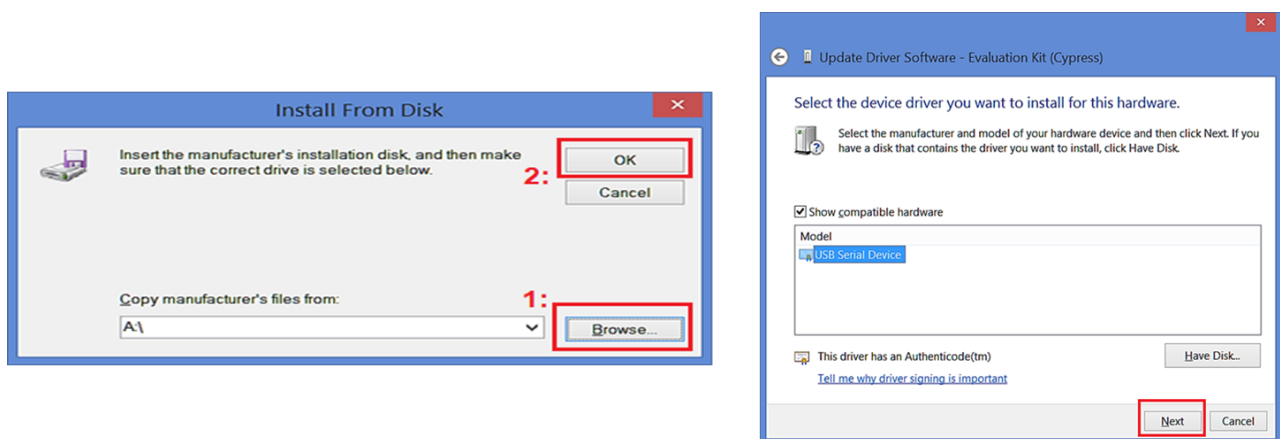 Install From Disk
Insert the manufacturer's installation disk, and then make
sure that the correct drive is selected below.
2:
OK
Cancel
Copy manufacturer's files from:
1:
A:\
Browse...
Update Driver Software - Evaluation Kit (Cypress)
Select the device driver you want to install for this hardware.
Select the manufacturer and model of your hardware device and then click Next. If you
have a disk that contains the driver you want to install, click Have Disk.
Show compatible hardware
Model
USB Serial Device
This driver has an Authenticode(tm)
Have Disk...
Tell me why driver signing is important
Next
Cancel